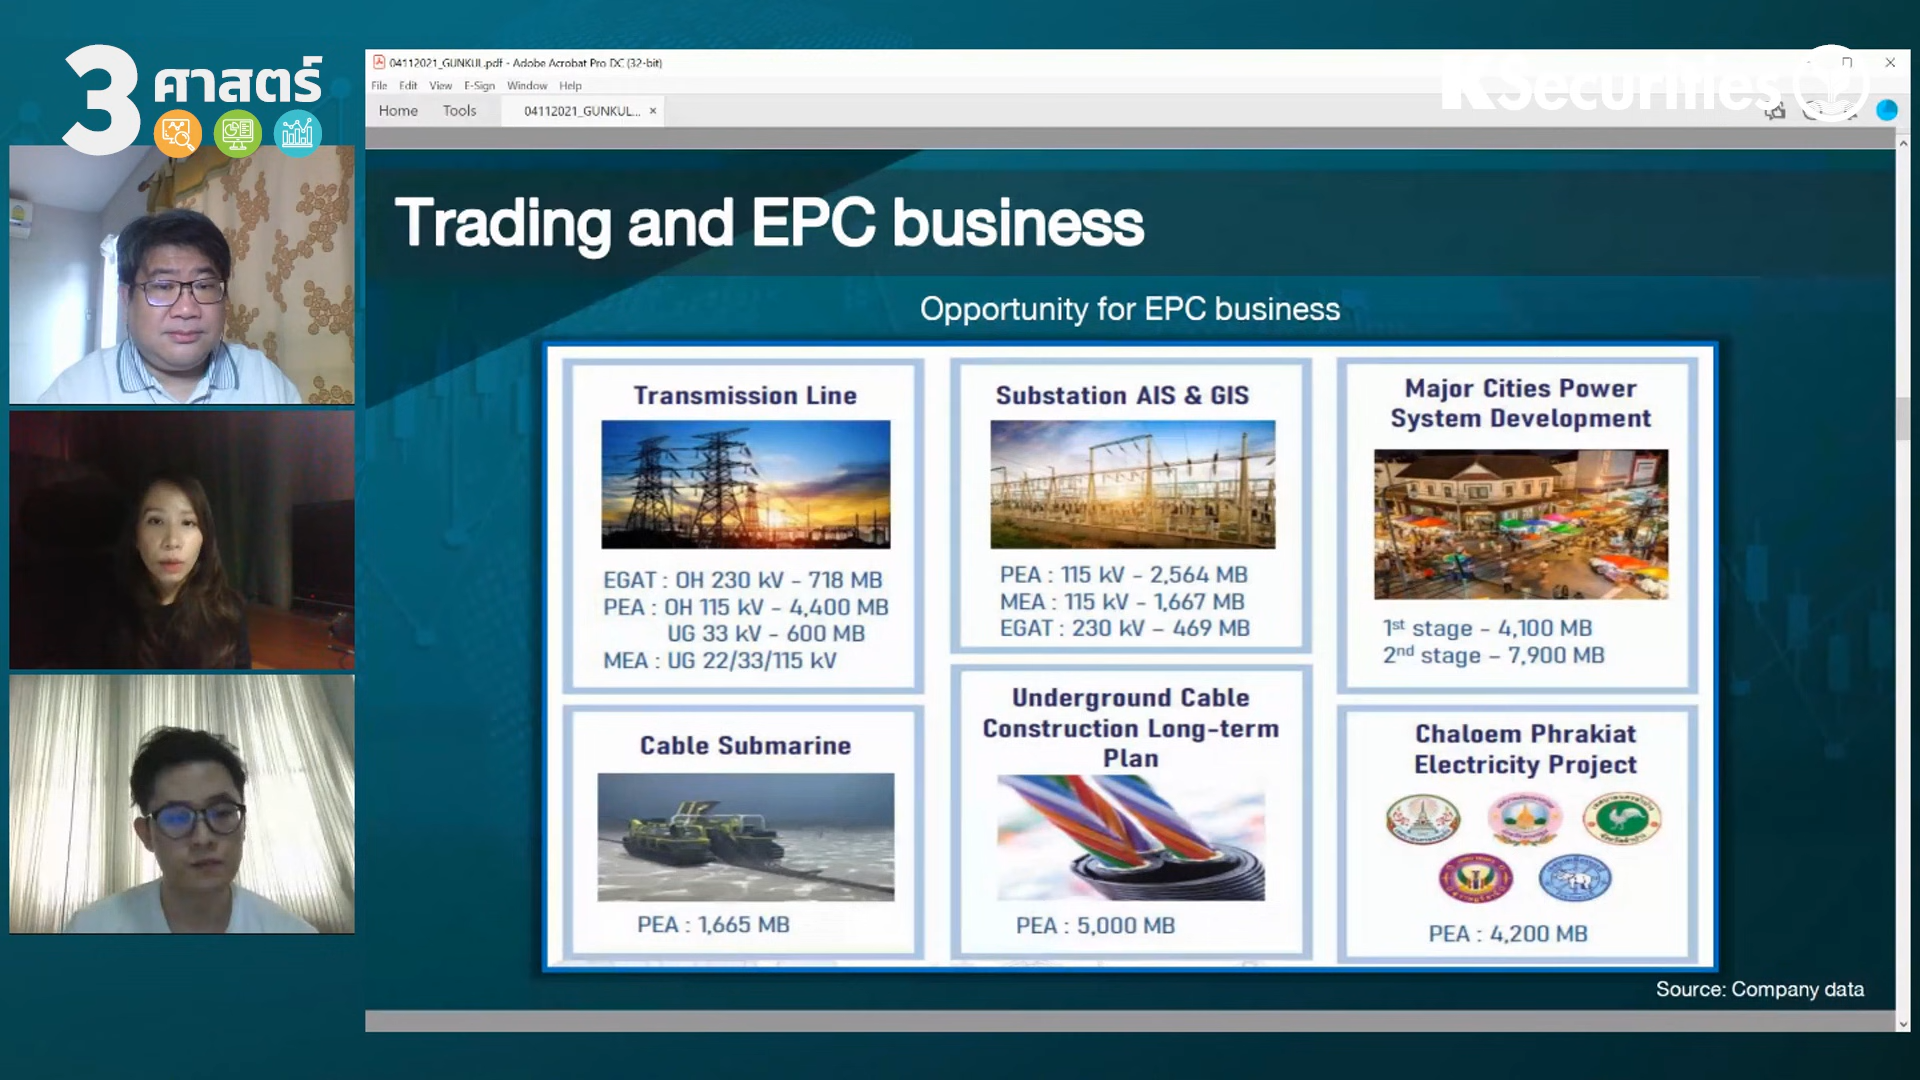 3 ศาสตร์
04112021_GUNKUL.pdf - Adobe Acrobat Pro DC (32-bit)
KSecurities
File Edit View E-Sign Window Help
Home Tools 04112021_GUNKUL... ×
Trading and EPC business
Opportunity for EPC business
Transmission Line
EGAT : OH 230 kV - 718 MB
PEA : OH 115 kV - 4,400 MB
UG 33 kV - 600 MB
MEA : UG 22/33/115 kV
Substation AIS & GIS
PEA : 115 kV - 2,564 MB
MEA : 115 kV - 1,667 MB
EGAT : 230 kV - 469 MB
Major Cities Power
System Development
1st stage - 4,100 MB
2nd stage - 7,900 MB
Cable Submarine
PEA : 1,665 MB
Underground Cable
Construction Long-term
Plan
PEA : 5,000 MB
Chaloem Phrakiat
Electricity Project
PEA : 4,200 MB
Source: Company data